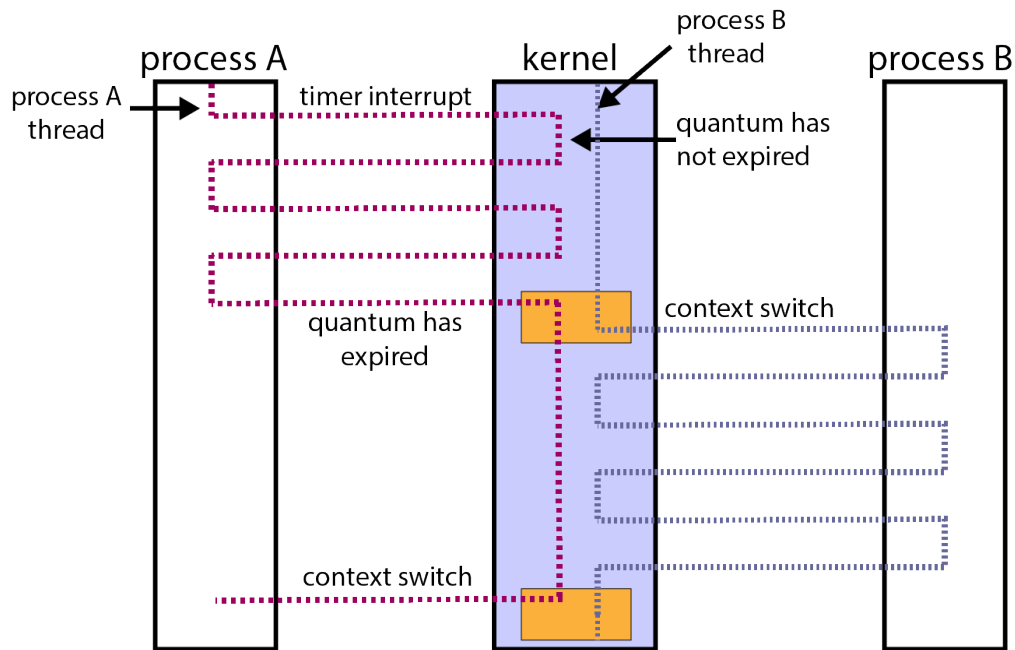 process B
thread
process A
kernel
process B
process A
thread
timer interrupt
quantum has
not expired
context switch
quantum has
expired
context switch